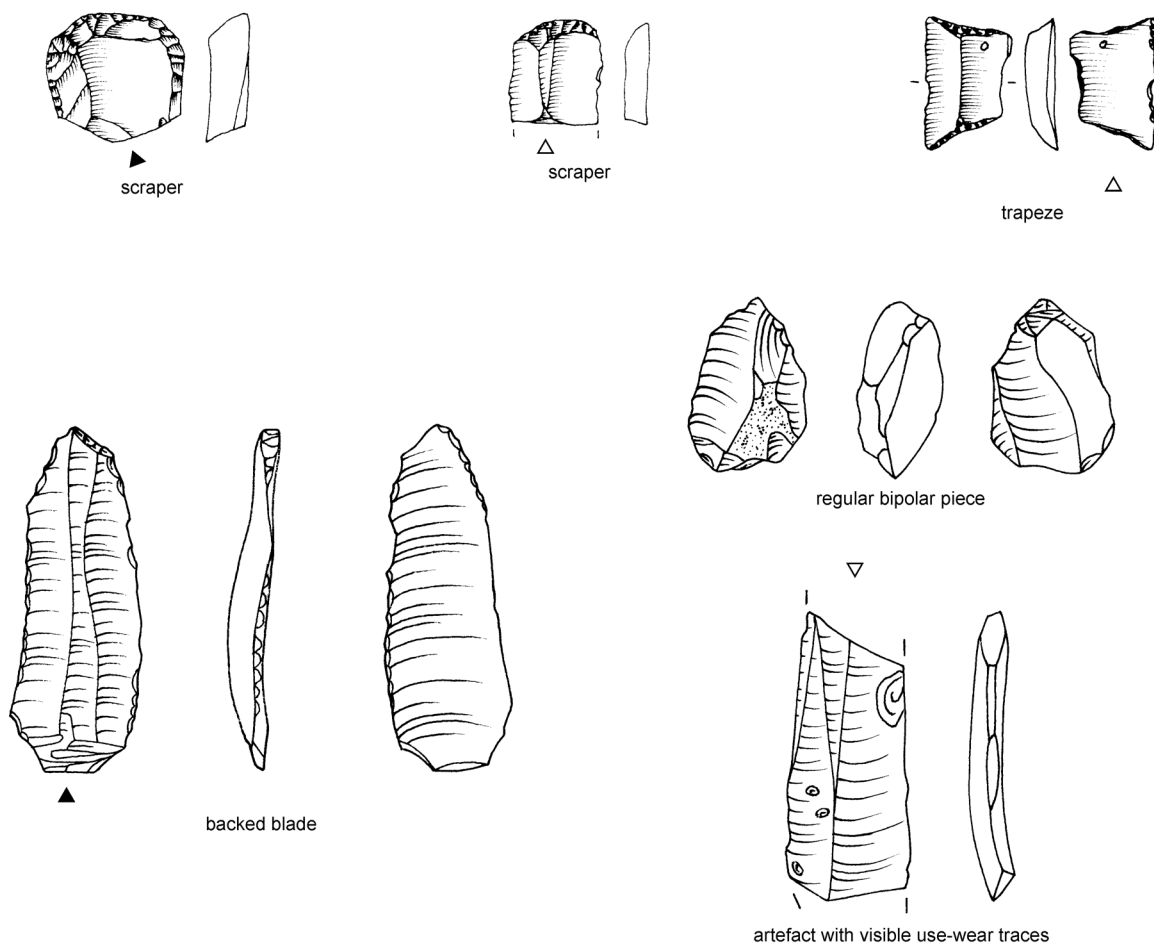 scraper
scraper
trapeze
regular bipolar piece
backed blade
artefact with visible use-wear traces